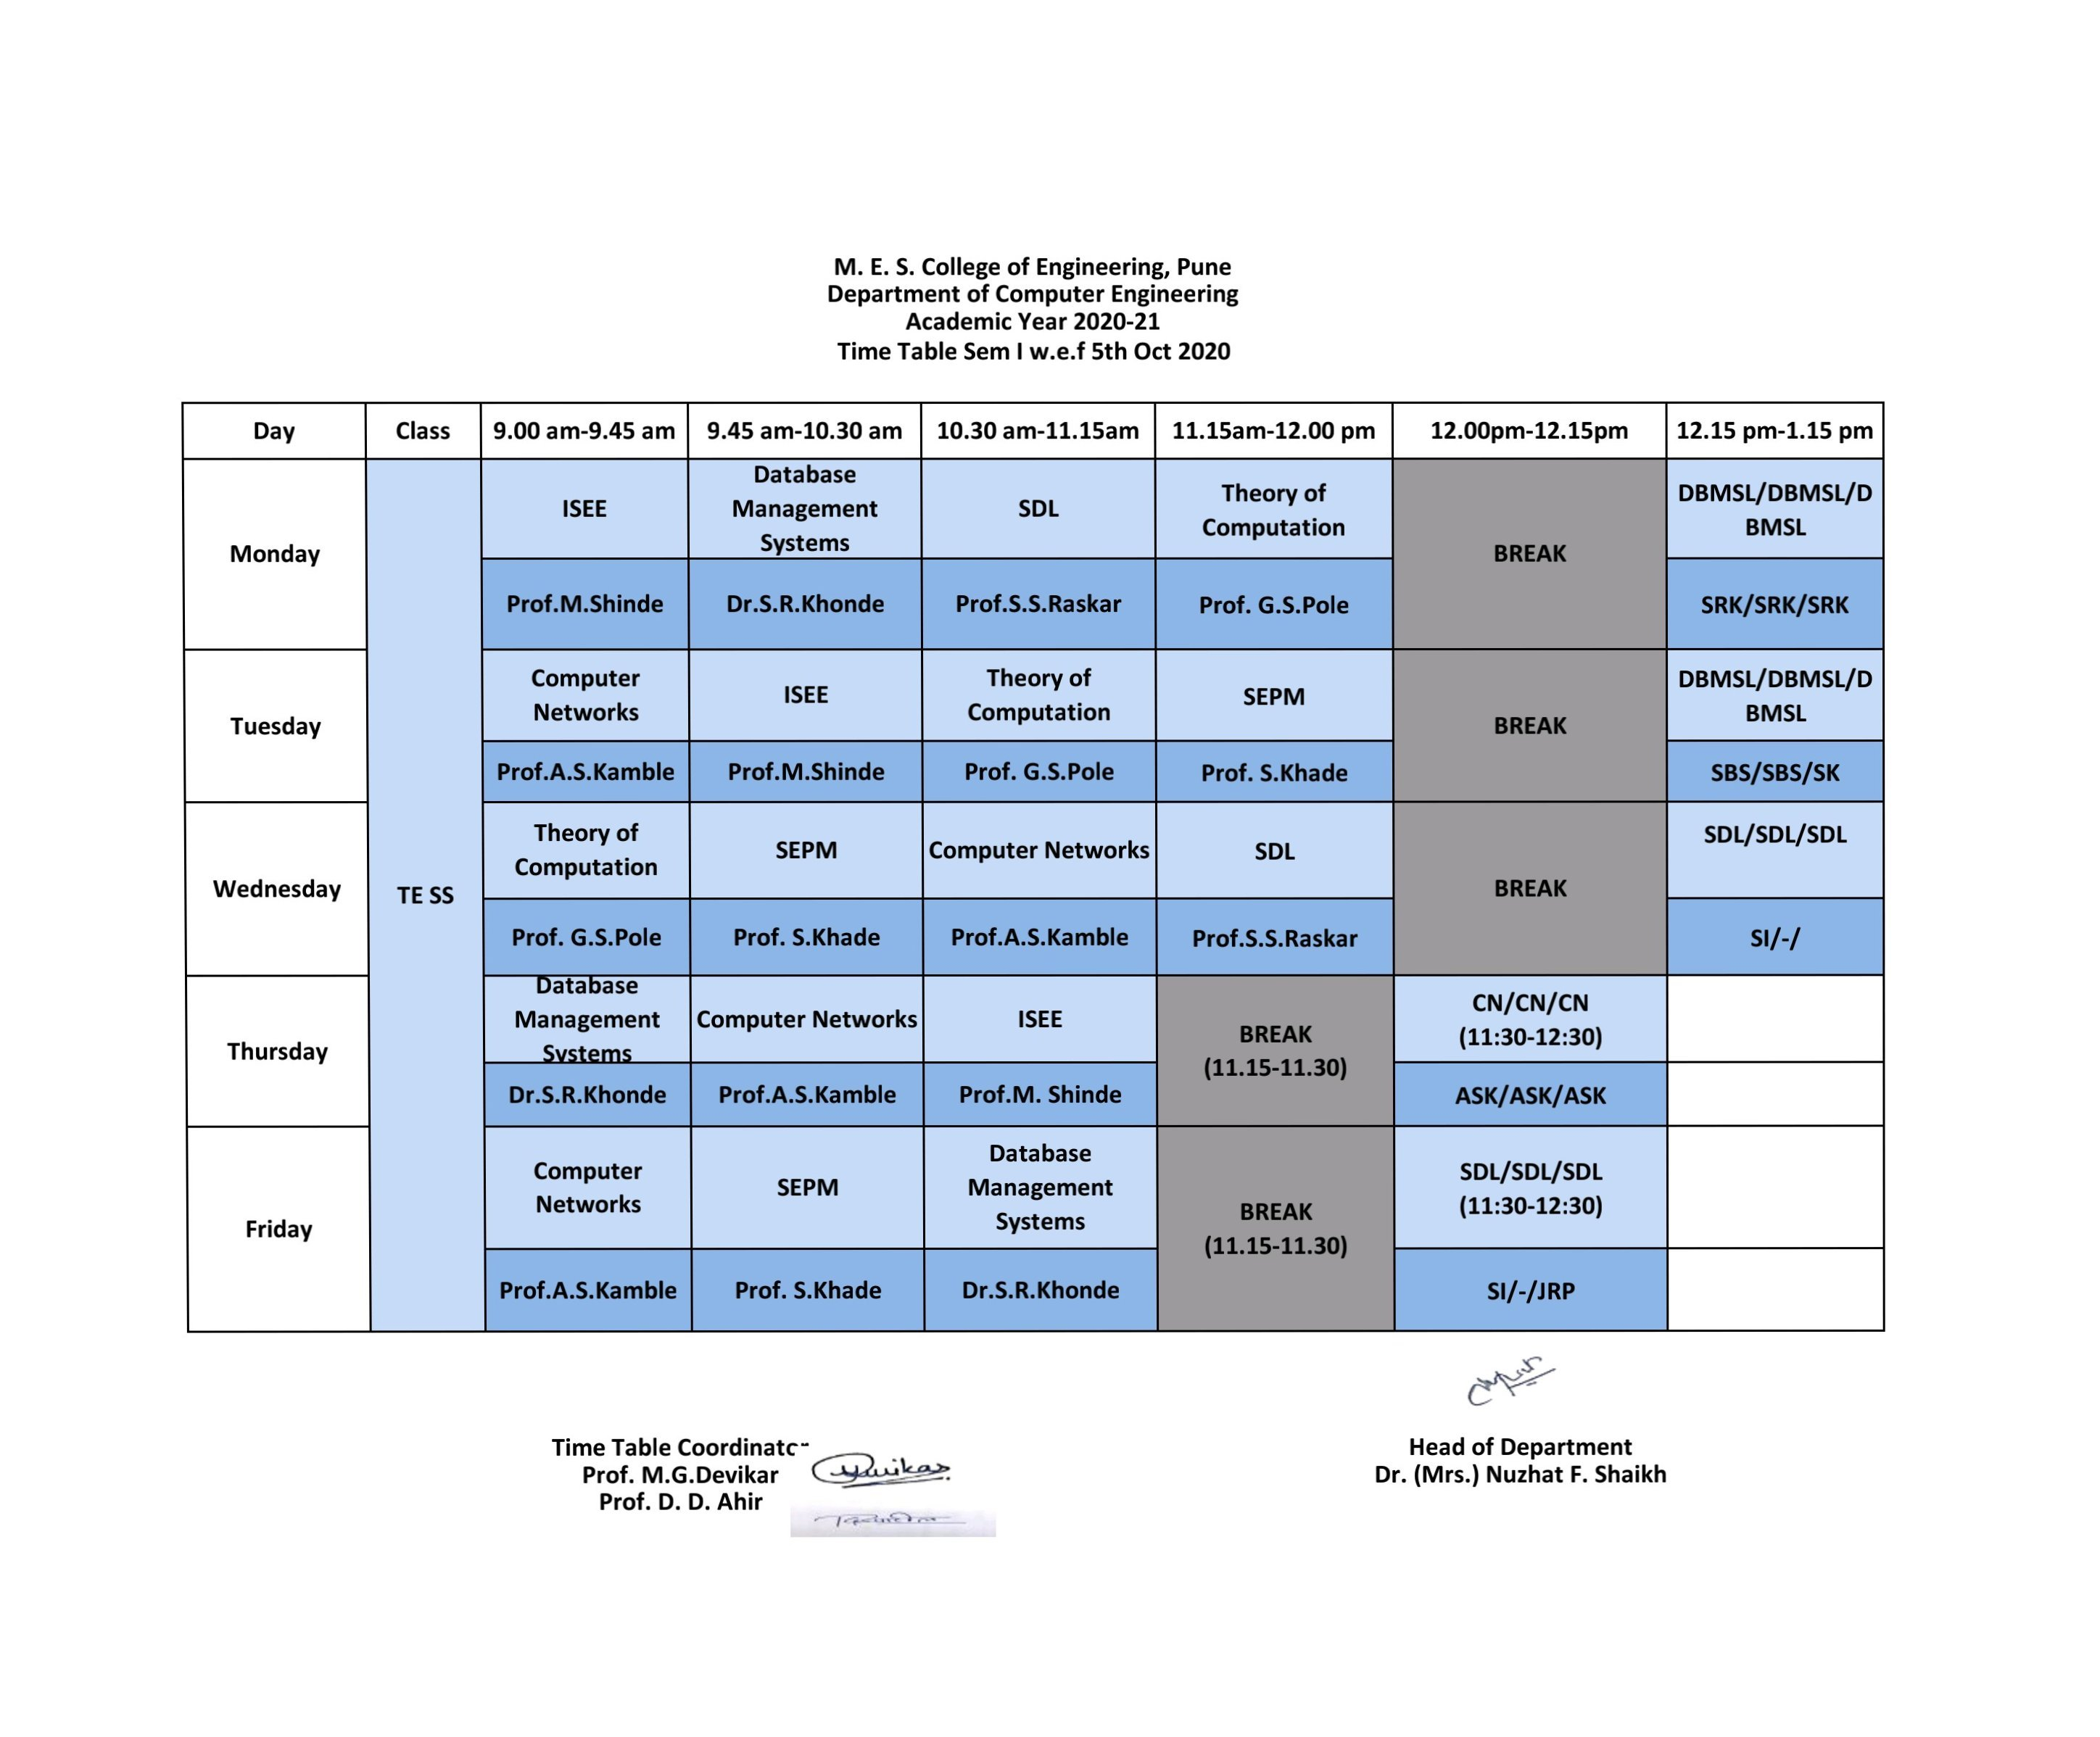 M. E. S. College of Engineering, Pune
Department of Computer Engineering
Academic Year 2020-21
Time Table Sem I w.e.f 5th Oct 2020
Day Class 9.00 am-9.45 am 9.45 am-10.30 am 10.30 am-11.15am 11.15am-12.00 pm 12.00pm-12.15pm 12.15 pm-1.15 pm
Monday
TE SS
ISEE
Database
Management
Systems
SDL
Theory of
Computation
BREAK
DBMSL/DBMSL/D
BMSL
Prof.M.Shinde Dr.S.R.Khonde Prof.S.S.Raskar Prof. G.S.Pole SRK/SRK/SRK
Tuesday
Computer
Networks
ISEE
Theory of
Computation
SEPM
BREAK
DBMSL/DBMSL/D
BMSL
Prof.A.S.Kamble Prof.M.Shinde Prof. G.S.Pole Prof. S.Khade SBS/SBS/SK
Wednesday
Theory of
Computation
SEPM
Computer Networks
SDL
BREAK
SDL/SDL/SDL
Prof. G.S.Pole Prof. S.Khade Prof.A.S.Kamble Prof.S.S.Raskar SI/-/
Thursday
Database
Management
Systems
Computer Networks
ISEE
BREAK
(11.15-11.30)
CN/CN/CN
(11:30-12:30)
Dr.S.R.Khonde Prof.A.S.Kamble Prof.M. Shinde ASK/ASK/ASK
Friday
Computer
Networks
SEPM
Database
Management
Systems
BREAK
(11.15-11.30)
SDL/SDL/SDL
(11:30-12:30)
Prof.A.S.Kamble Prof. S.Khade Dr.S.R.Khonde SI/-/JRP
Time Table Coordinator
Prof. M.G.Devikar
Prof. D. D. Ahir
Head of Department
Dr. (Mrs.) Nuzhat F. Shaikh